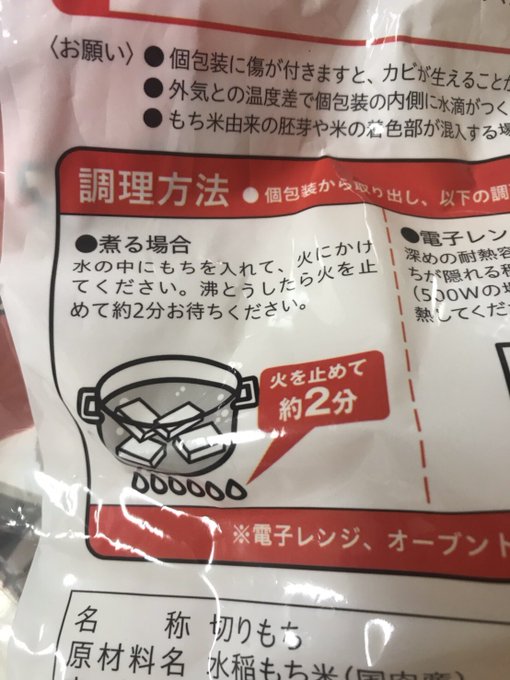 〈お願い〉●個包装に傷が付きますと、カビが生えること
●外気との温度差で個包装の内側に水滴がつく
●もち米由来の胚芽や米の着色部が混入する場
調理方法 ●個包装から取り出し、以下の調
●煮る場合
水の中にもちを入れて、火にかけ
てください。沸とうしたら火を止
めて約2分お待ちください。
火を止めて
約2分
●電子レン
深めの耐熱容
ちが隠れる程
(500Wの場
熱してくだ
※電子レンジ、オーブント
名称 切りもち
原材料名 水稲もち米(国内産)